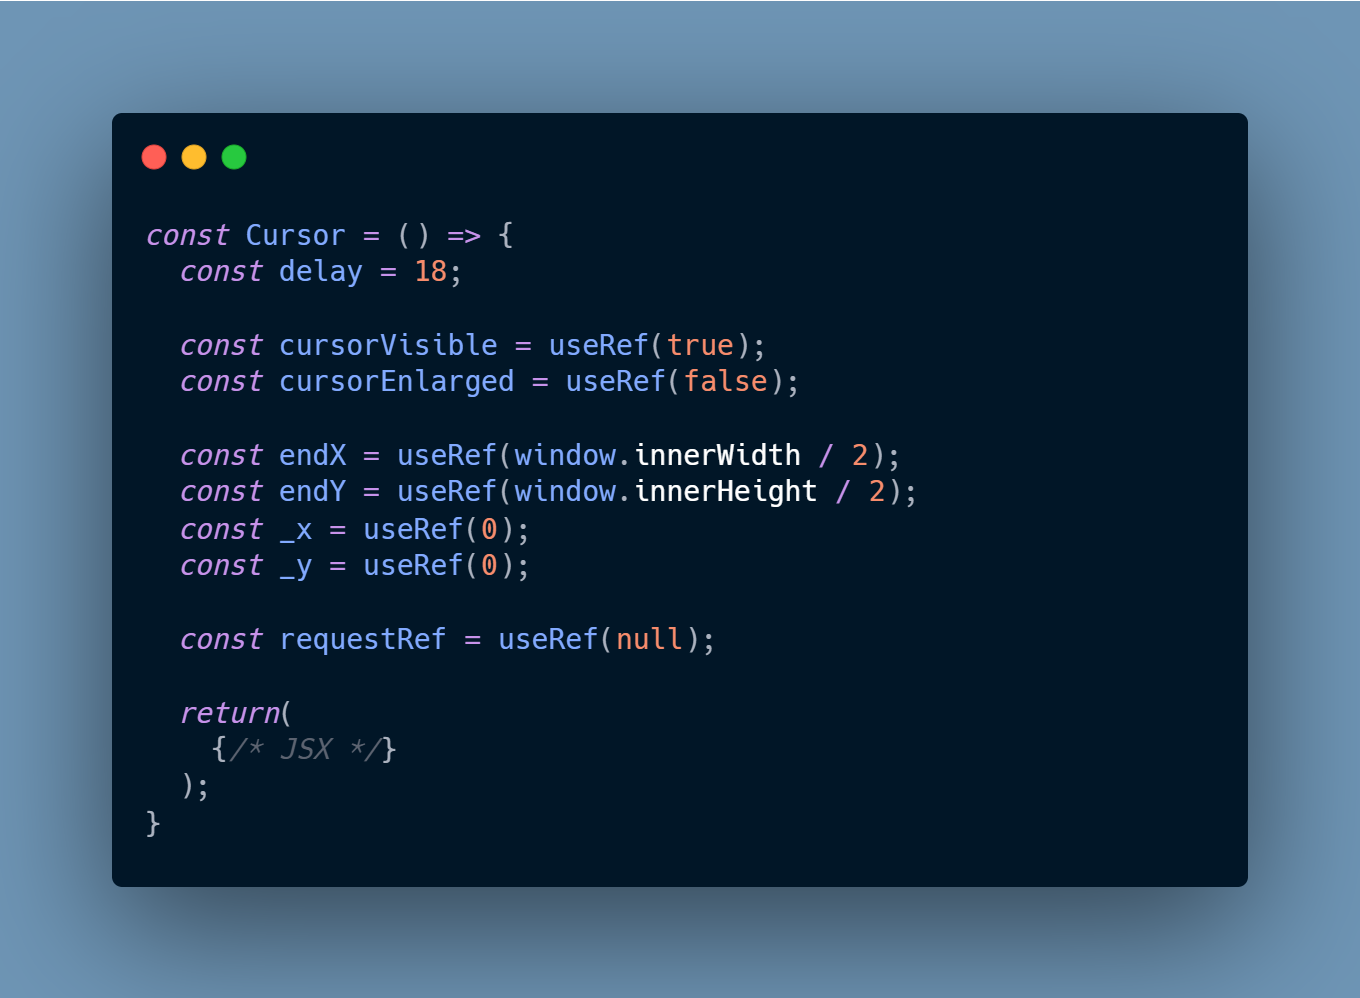 const Cursor = () => {
  const delay = 18;

  const cursorVisible = useRef(true);
  const cursorEnlarged = useRef(false);

  const endX = useRef(window.innerWidth / 2);
  const endY = useRef(window.innerHeight / 2);
  const _x = useRef(0);
  const _y = useRef(0);

  const requestRef = useRef(null);

  return(
    {/* JSX */}
  );
}